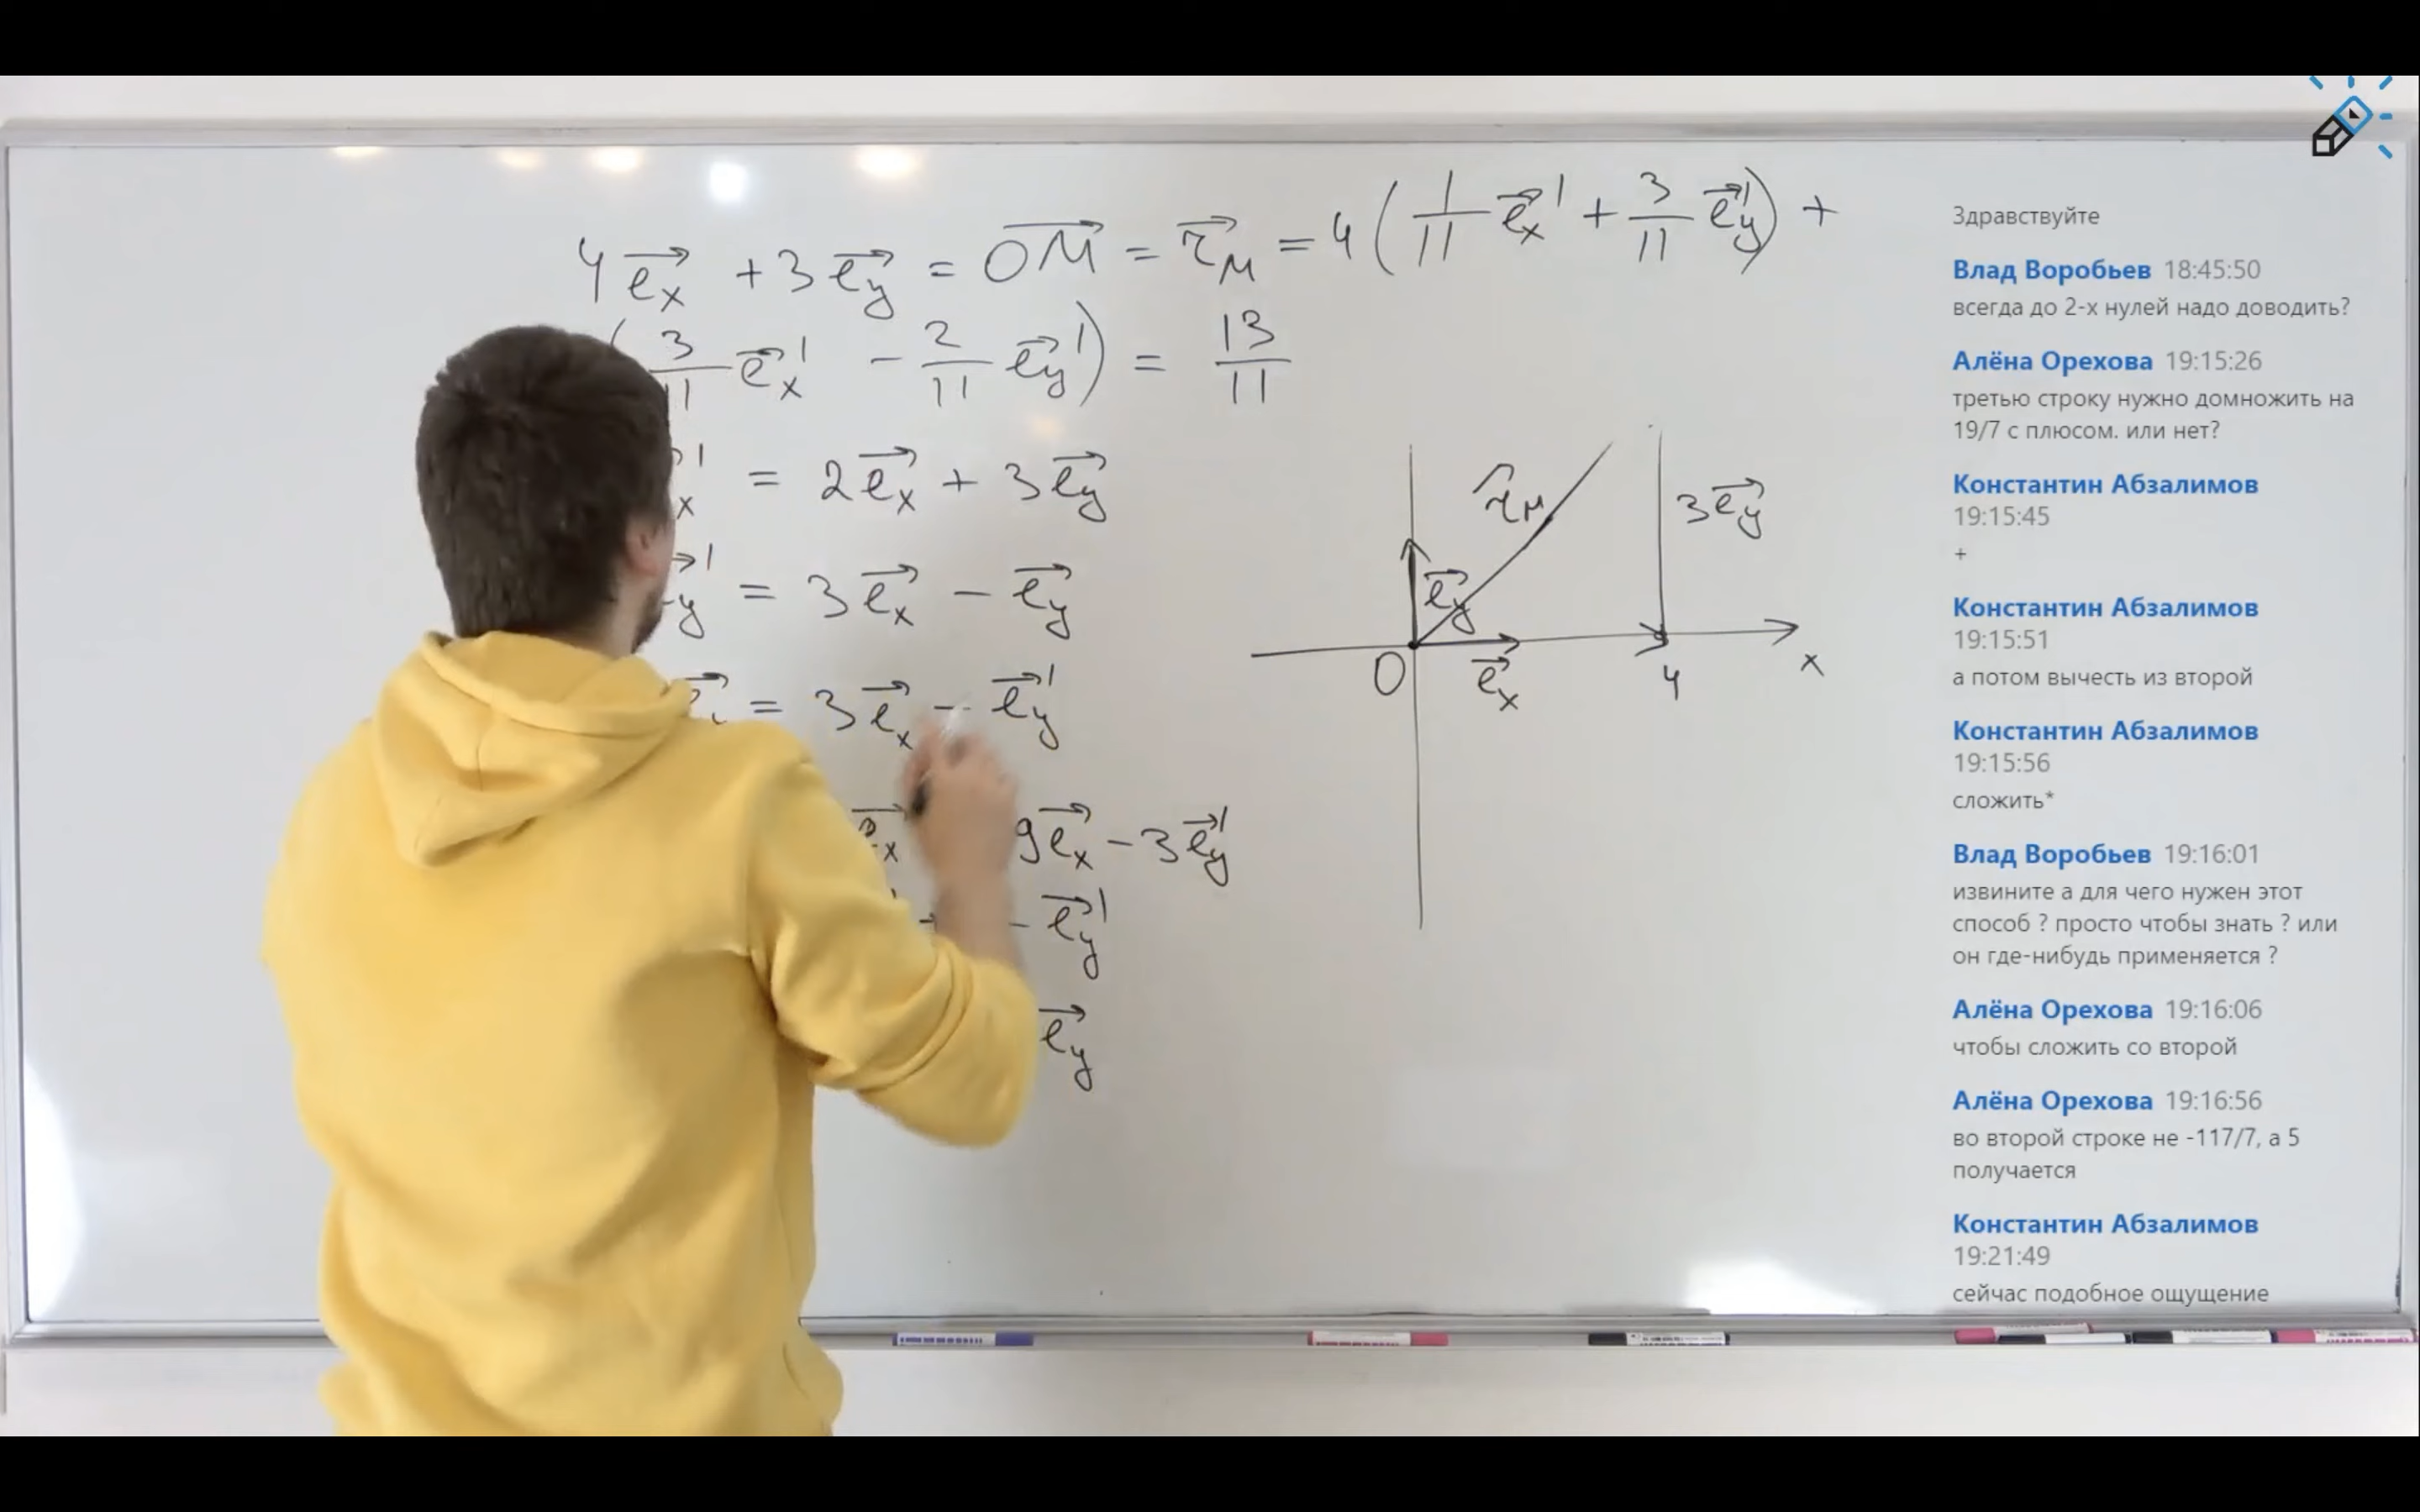 4e⃗x + 3e⃗y = O⃗M⃗ = r⃗M = 4(1/11 e⃗x' + 3/11 e⃗y') +
(3/11 e⃗x' − 2/11 e⃗y') = 13/11
= 2e⃗x + 3e⃗y
= 3e⃗x − e⃗y
= 3e⃗x − e⃗y'
9e⃗x − 3e⃗y'
− e⃗y'
e⃗y
r⃗M
3e⃗y
e⃗y
0
e⃗x
4
x
Здравствуйте
Влад Воробьев 18:45:50
всегда до 2-х нулей надо доводить?
Алёна Орехова 19:15:26
третью строку нужно домножить на
19/7 с плюсом. или нет?
Константин Абзалимов
19:15:45
+
Константин Абзалимов
19:15:51
а потом вычесть из второй
Константин Абзалимов
19:15:56
сложить*
Влад Воробьев 19:16:01
извините а для чего нужен этот
способ ? просто чтобы знать ? или
он где-нибудь применяется ?
Алёна Орехова 19:16:06
чтобы сложить со второй
Алёна Орехова 19:16:56
во второй строке не -117/7, а 5
получается
Константин Абзалимов
19:21:49
сейчас подобное ощущение